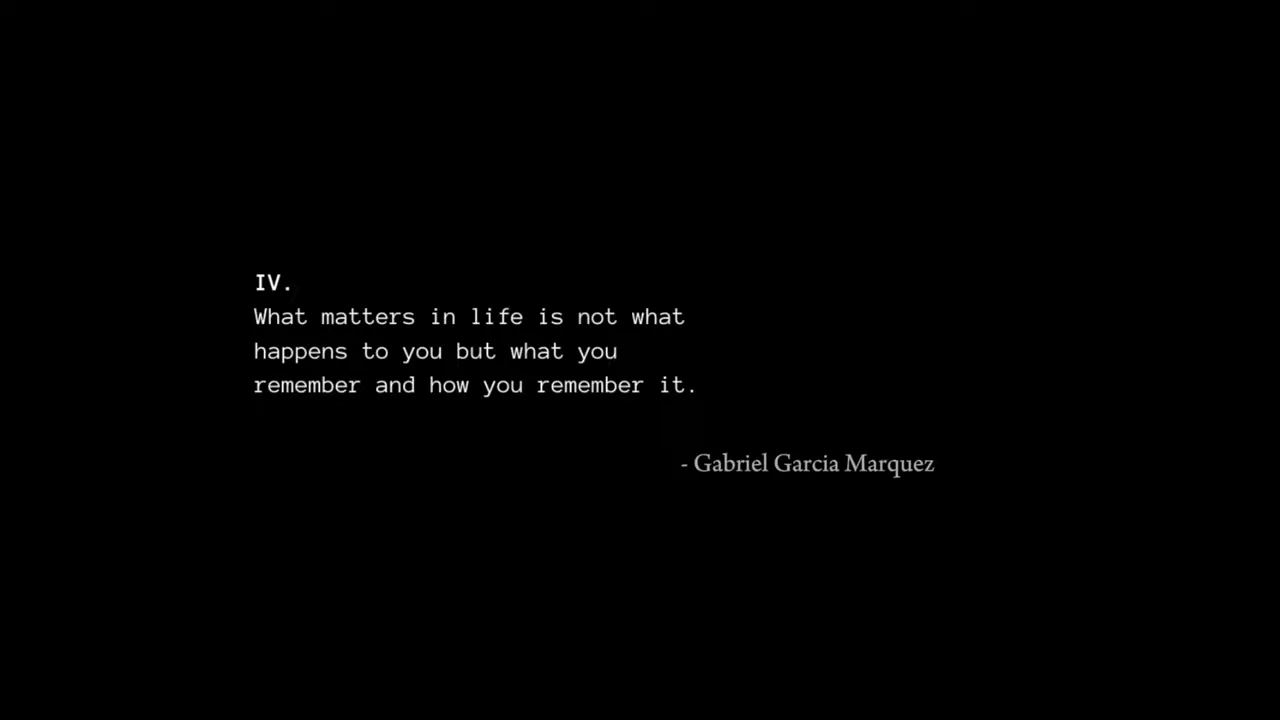 IV.
What matters in life is not what
happens to you but what you
remember and how you remember it.
- Gabriel Garcia Marquez